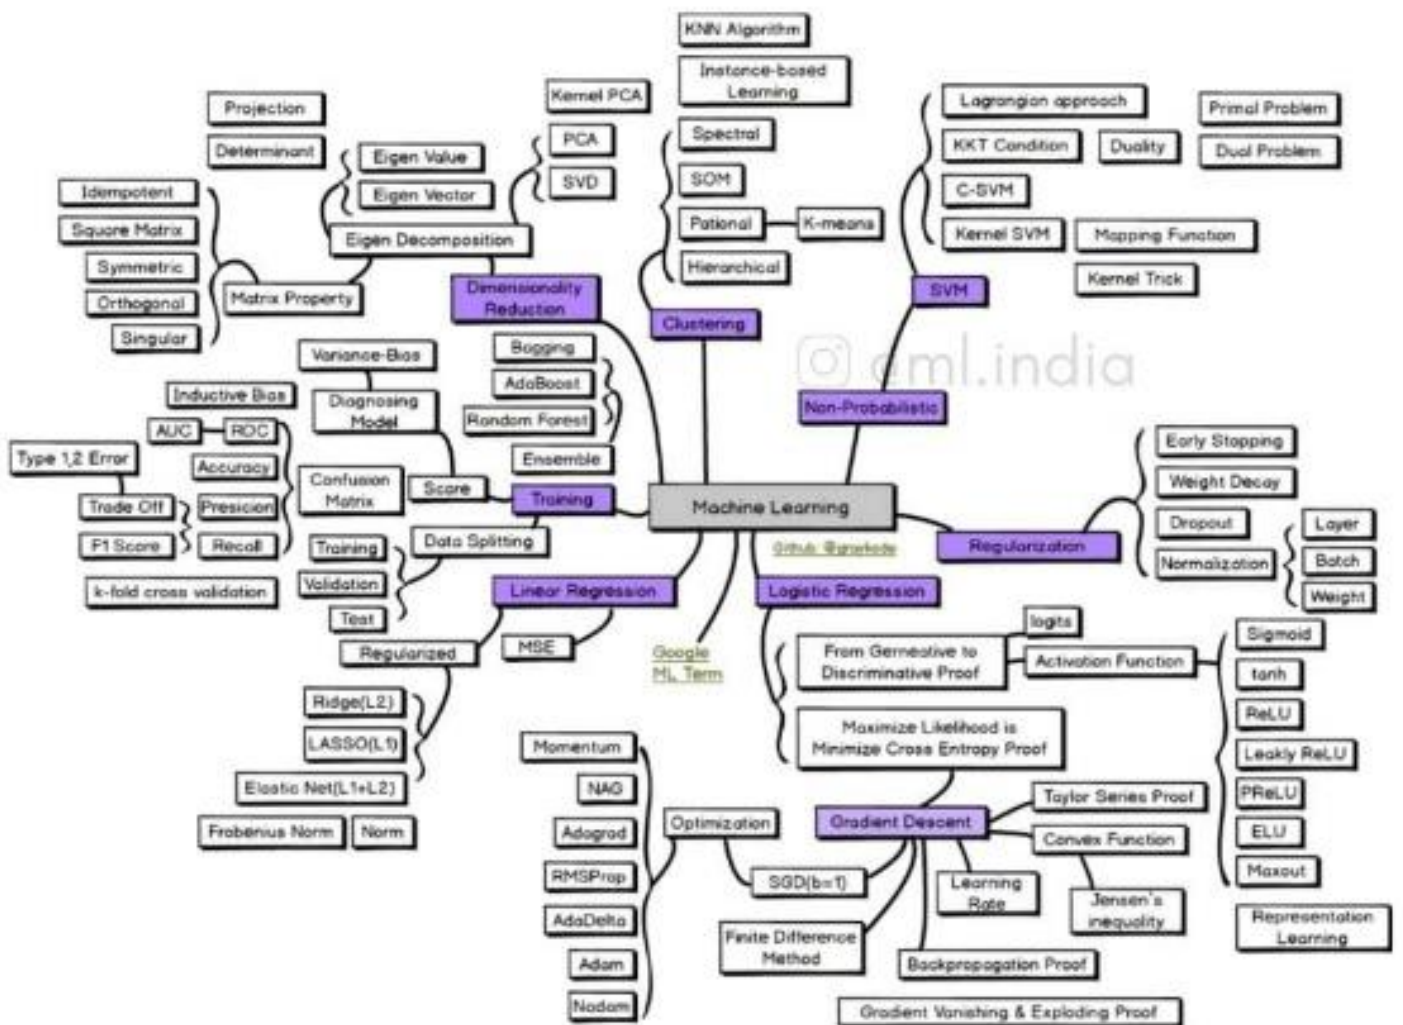 KNN Algorithm
Instance-based
Learning
Kernel PCA
PCA
SVD
Projection
Determinant
Eigen Value
Eigen Vector
Eigen Decomposition
Idempotent
Square Matrix
Symmetric
Orthogonal
Singular
Matrix Property
Dimensionality
Reduction
Spectral
SOM
Pational
K-means
Hierarchical
Clustering
Lagrangian approach
KKT Condition
Duality
Primal Problem
Dual Problem
C-SVM
Kernel SVM
Mapping Function
Kernel Trick
SVM
@ml.india
Non-Probabilistic
Variance-Bias
Diagnosing
Model
Inductive Bias
AUC
ROC
Accuracy
Type 1,2 Error
Trade Off
Presicion
F1 Score
Recall
k-fold cross validation
Confusion
Matrix
Score
Bagging
AdaBoost
Random Forest
Ensemble
Training
Data Splitting
Training
Validation
Test
Machine Learning
Regularization
Early Stopping
Weight Decay
Dropout
Normalization
Layer
Batch
Weight
Linear Regression
Regularized
MSE
Ridge(L2)
LASSO(L1)
Elastic Net(L1+L2)
Frobenius Norm
Norm
Google
ML Term
Logistic Regression
From Gerneative to
Discriminative Proof
logits
Activation Function
Sigmoid
tanh
ReLU
Leakly ReLU
PReLU
ELU
Maxout
Representation
Learning
Maximize Likelihood is
Minimize Cross Entropy Proof
Gradient Descent
Taylor Series Proof
Convex Function
Jensen's
inequality
Learning
Rate
SGD(b=1)
Optimization
Momentum
NAG
Adagrad
RMSProp
AdaDelta
Adam
Nadam
Finite Difference
Method
Backpropagation Proof
Gradient Vanishing & Exploding Proof